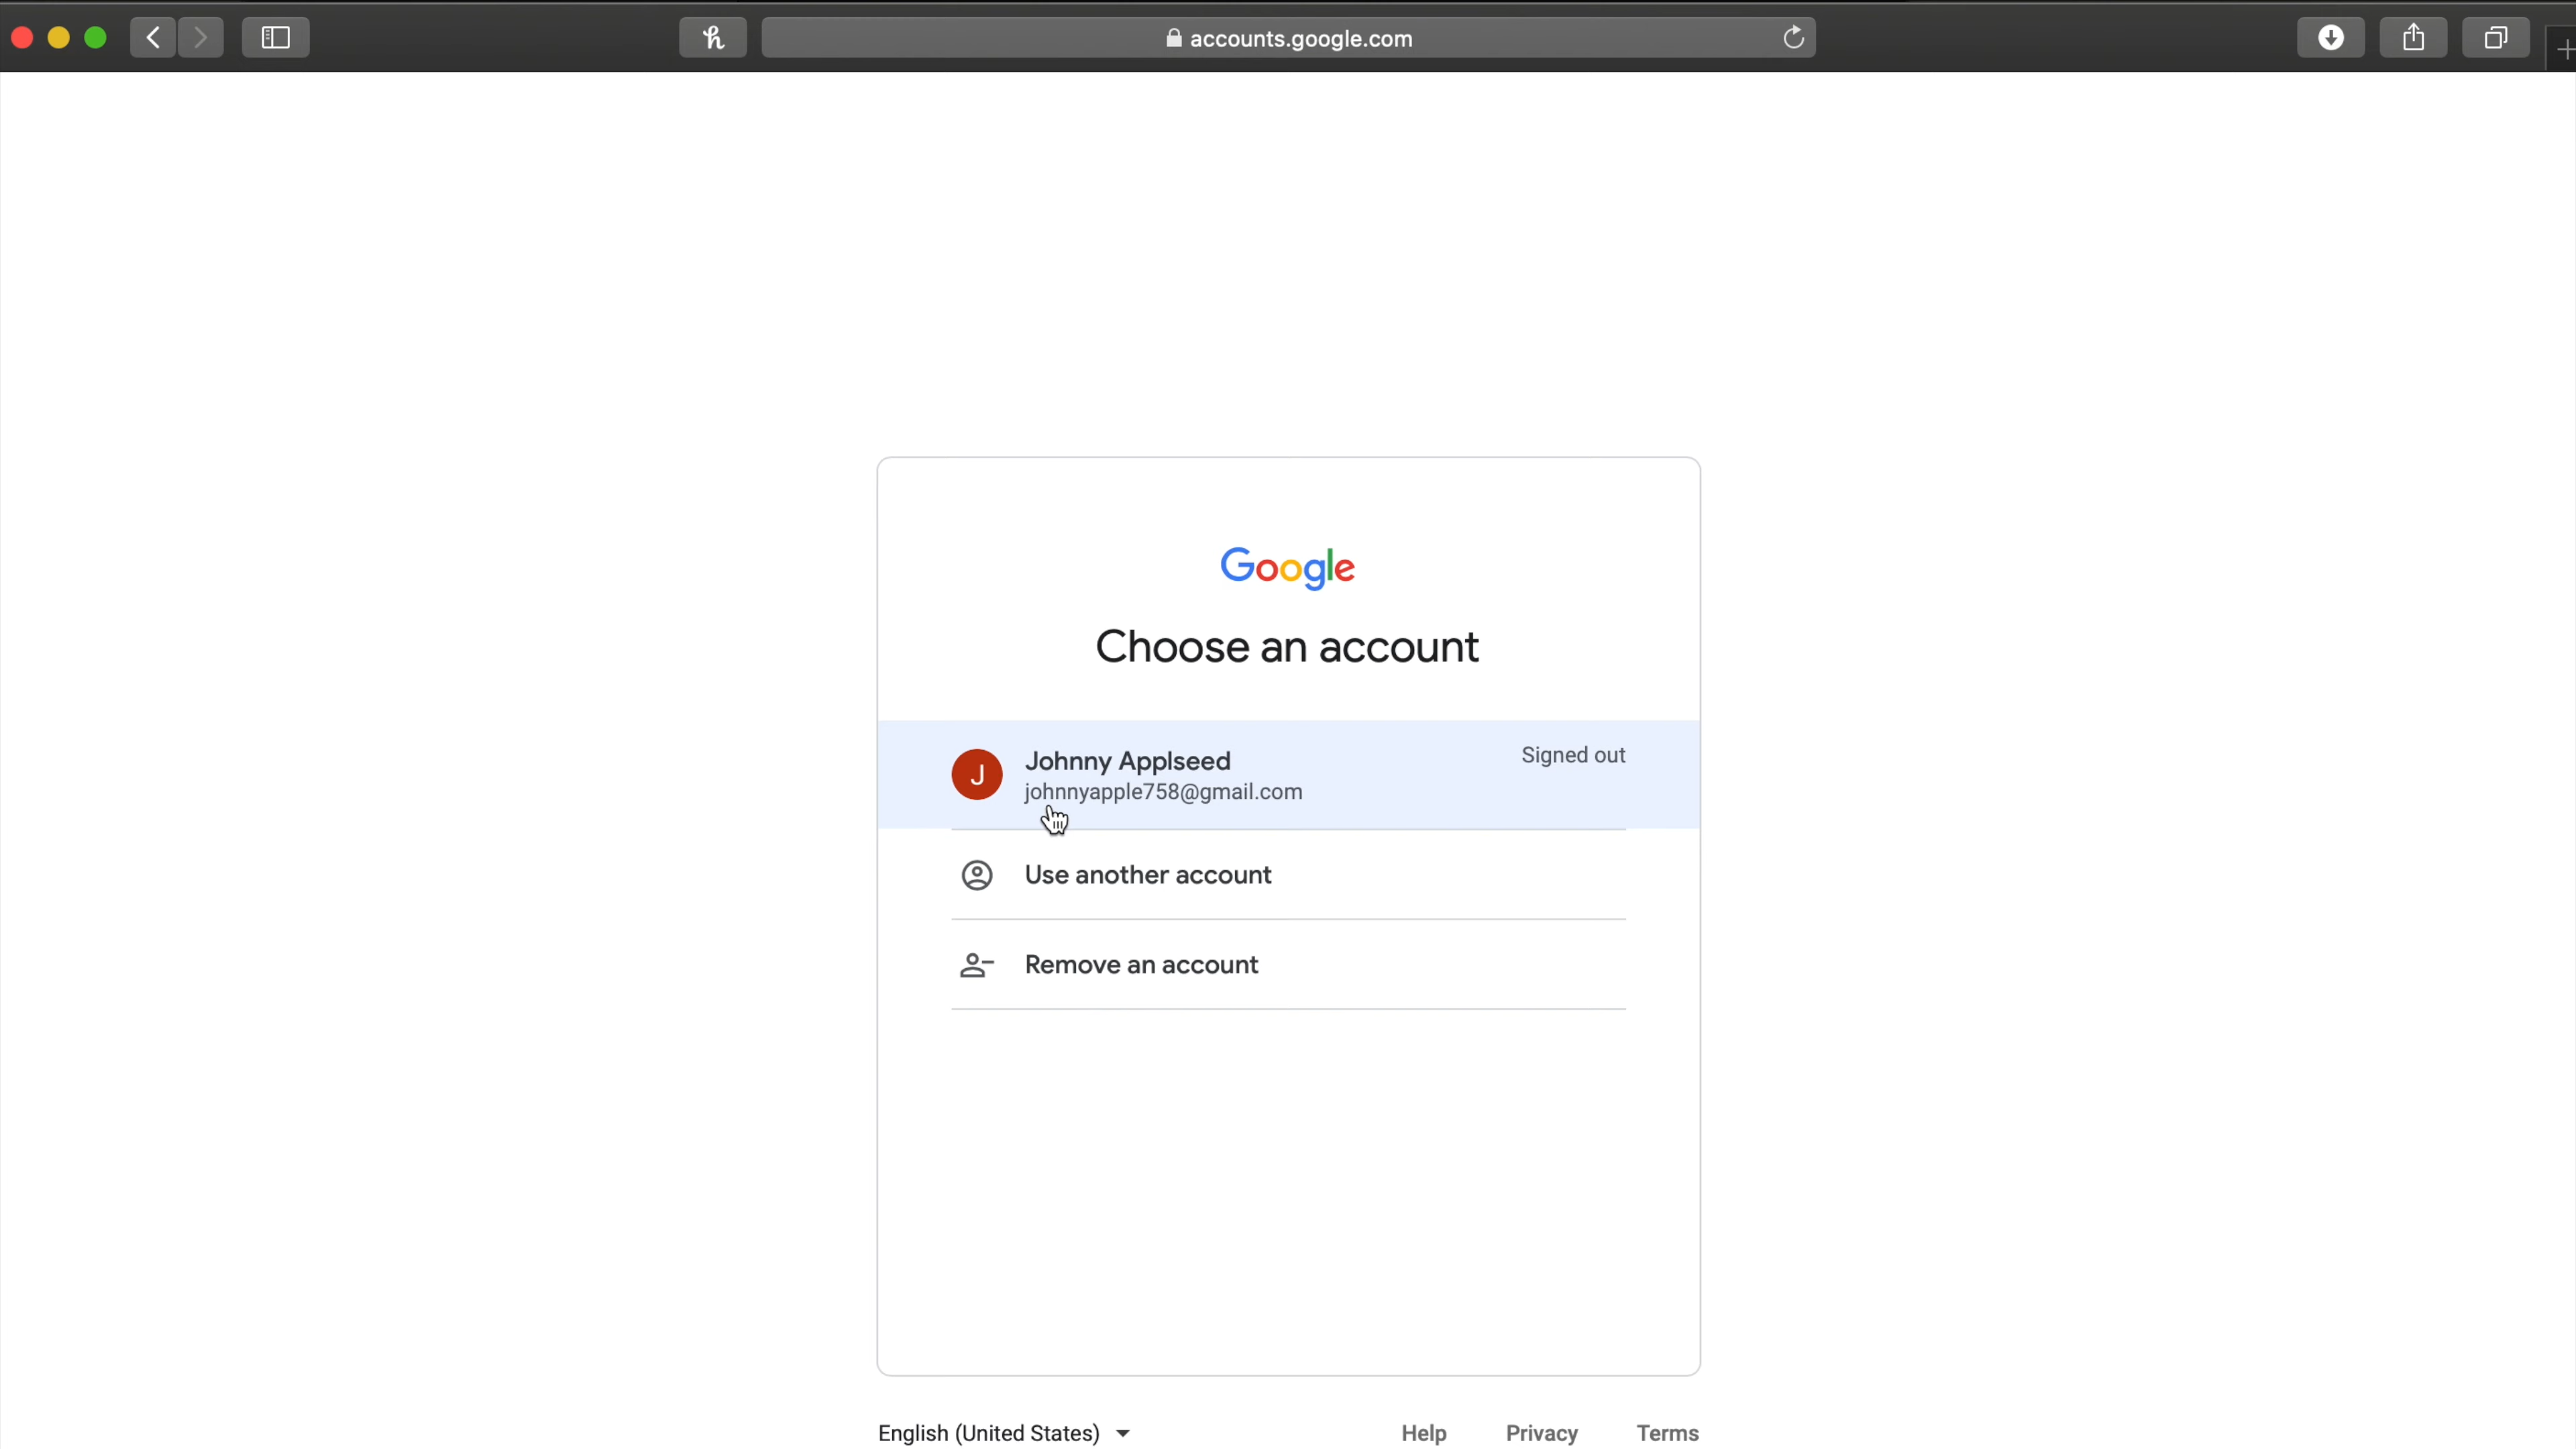 accounts.google.com
Google
Choose an account
J
Johnny Applseed
Signed out
johnnyapple758@gmail.com
Use another account
Remove an account
English (United States)
Help
Privacy
Terms